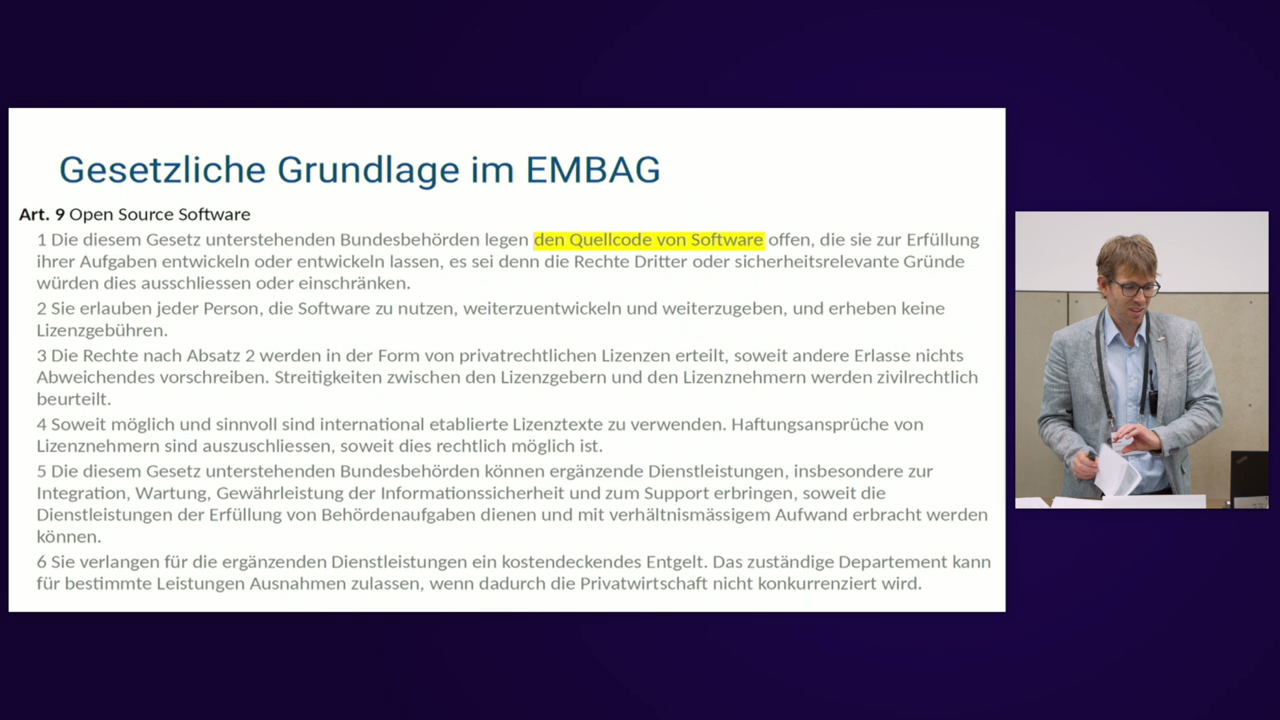 Gesetzliche Grundlage im EMBAG
Art. 9 Open Source Software
1 Die diesem Gesetz unterstehenden Bundesbehörden legen den Quellcode von Software offen, die sie zur Erfüllung
ihrer Aufgaben entwickeln oder entwickeln lassen, es sei denn die Rechte Dritter oder sicherheitsrelevante Gründe
würden dies ausschliessen oder einschränken.
2 Sie erlauben jeder Person, die Software zu nutzen, weiterzuentwickeln und weiterzugeben, und erheben keine
Lizenzgebühren.
3 Die Rechte nach Absatz 2 werden in der Form von privatrechtlichen Lizenzen erteilt, soweit andere Erlasse nichts
Abweichendes vorschreiben. Streitigkeiten zwischen den Lizenzgebern und den Lizenznehmern werden zivilrechtlich
beurteilt.
4 Soweit möglich und sinnvoll sind international etablierte Lizenztexte zu verwenden. Haftungsansprüche von
Lizenznehmern sind auszuschliessen, soweit dies rechtlich möglich ist.
5 Die diesem Gesetz unterstehenden Bundesbehörden können ergänzende Dienstleistungen, insbesondere zur
Integration, Wartung, Gewährleistung der Informationssicherheit und zum Support erbringen, soweit die
Dienstleistungen der Erfüllung von Behördenaufgaben dienen und mit verhältnismässigem Aufwand erbracht werden
können.
6 Sie verlangen für die ergänzenden Dienstleistungen ein kostendeckendes Entgelt. Das zuständige Departement kann
für bestimmte Leistungen Ausnahmen zulassen, wenn dadurch die Privatwirtschaft nicht konkurrenziert wird.